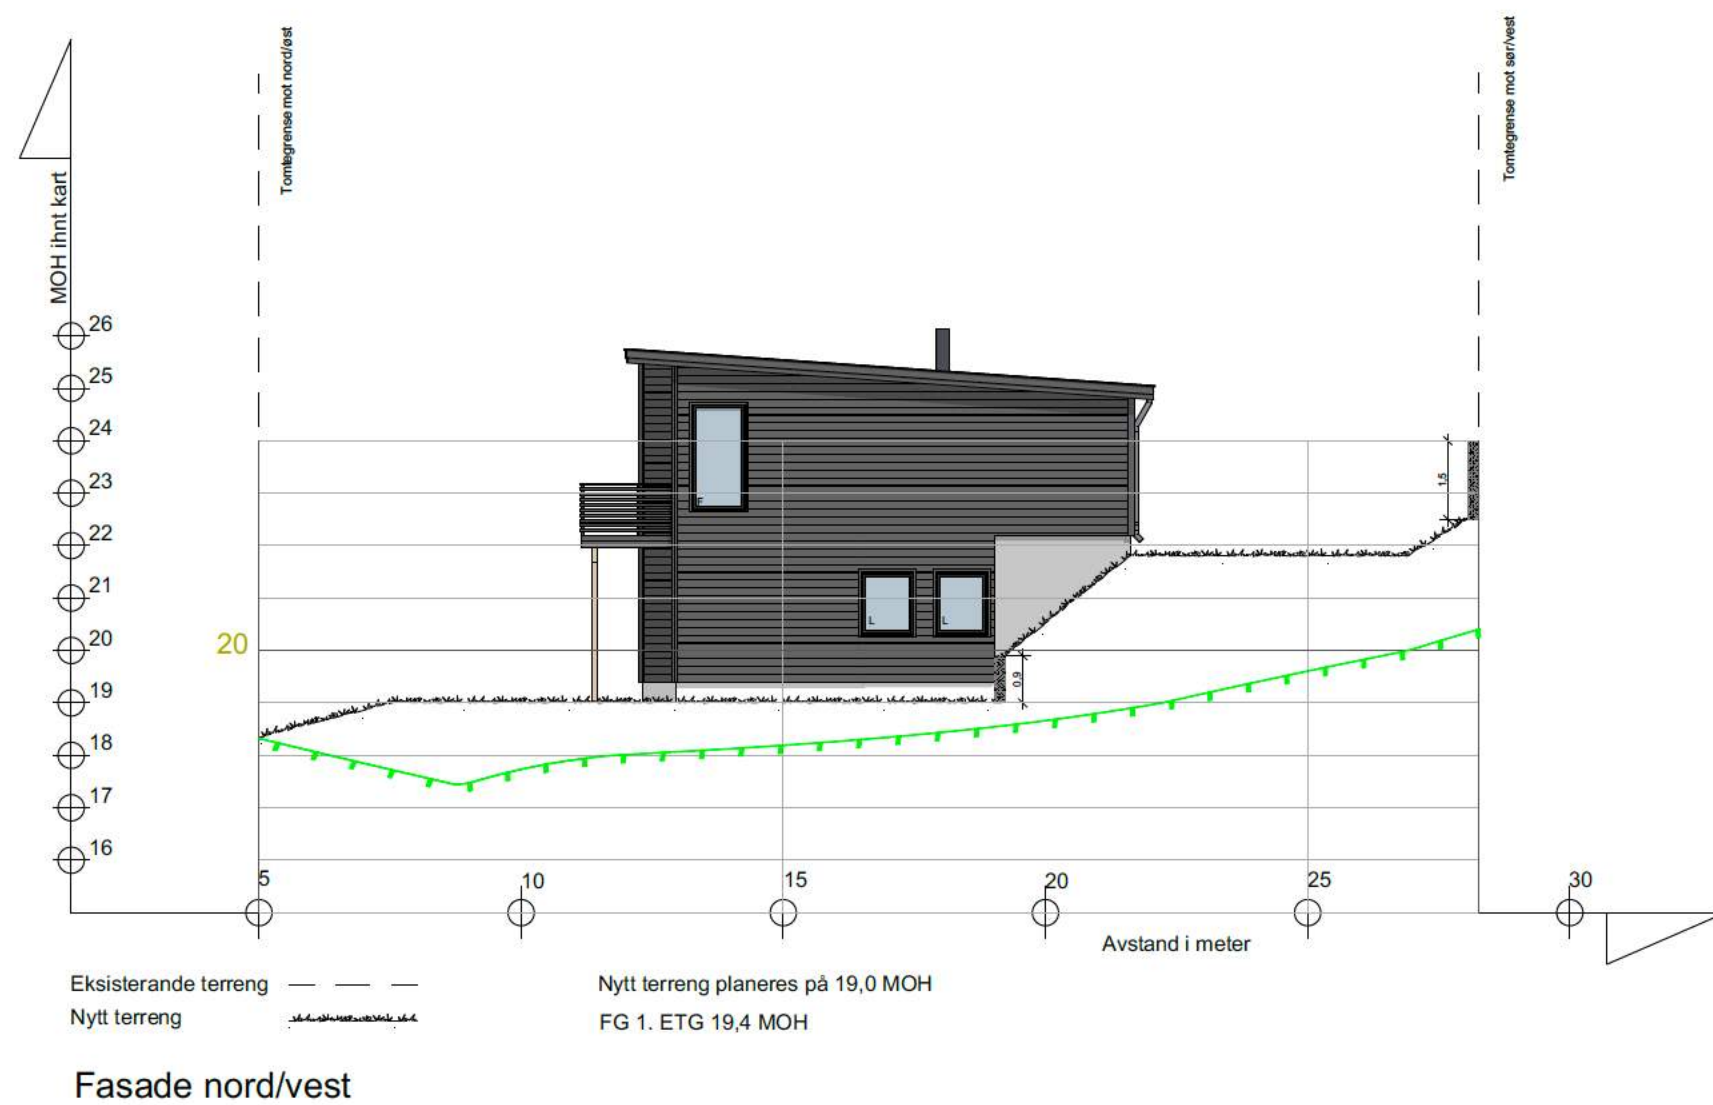 Tomtegrense mot nord/øst
Tomtegrense mot sør/vest
MOH ihnt kart
26
25
24
23
22
21
20
19
18
17
16
20
F
L
L
1,5
0,9
5
10
15
20
25
30
Avstand i meter
Eksisterande terreng
Nytt terreng planeres på 19,0 MOH
Nytt terreng
FG 1. ETG 19,4 MOH
Fasade nord/vest